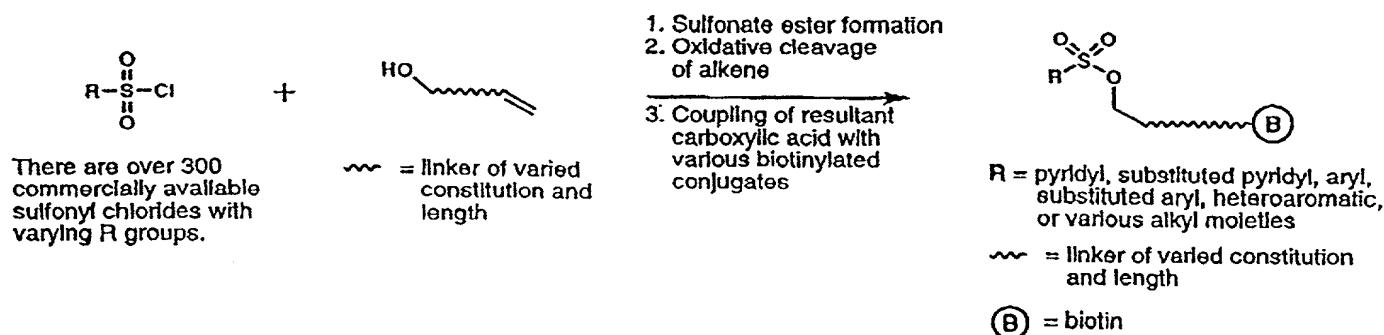 R-S-Cl
O
O
+
HO
There are over 300
commercially available
sulfonyl chlorides with
varying R groups.
= linker of varied
constitution and
length
1. Sulfonate ester formation
2. Oxidative cleavage
of alkene
3. Coupling of resultant
carboxylic acid with
various biotinylated
conjugates
O O
R S O
B
R = pyridyl, substituted pyridyl, aryl,
substituted aryl, heteroaromatic,
or various alkyl moieties
= linker of varied constitution
and length
B = biotin